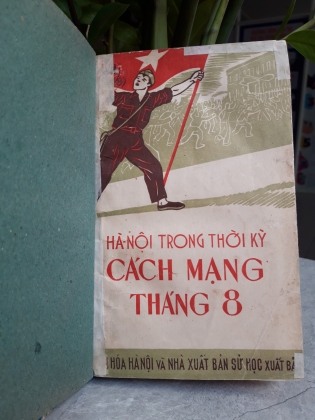 HÀ-NỘI TRONG THỜI KỲ
CÁCH MẠNG
THÁNG 8
HÓA HÀ NỘI VÀ NHÀ XUẤT BẢN SỬ HỌC XUẤT BẢ